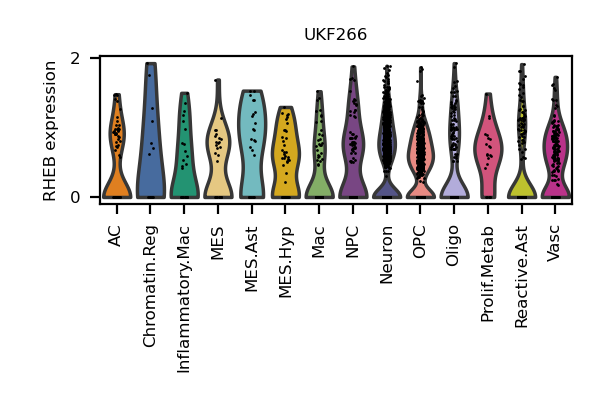 UKF266
RHEB expression
2
0
AC
Chromatin.Reg
Inflammatory.Mac
MES
MES.Ast
MES.Hyp
Mac
NPC
Neuron
OPC
Oligo
Prolif.Metab
Reactive.Ast
Vasc